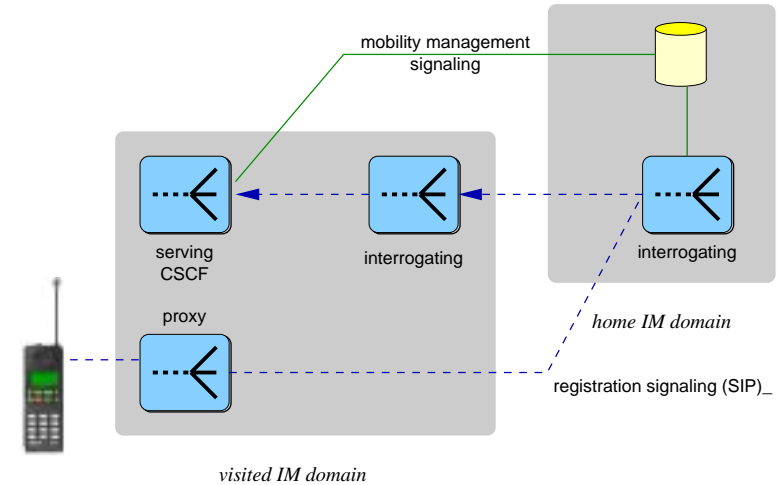 mobility management
signaling
serving
CSCF
interrogating
interrogating
proxy
home IM domain
registration signaling (SIP)_
visited IM domain